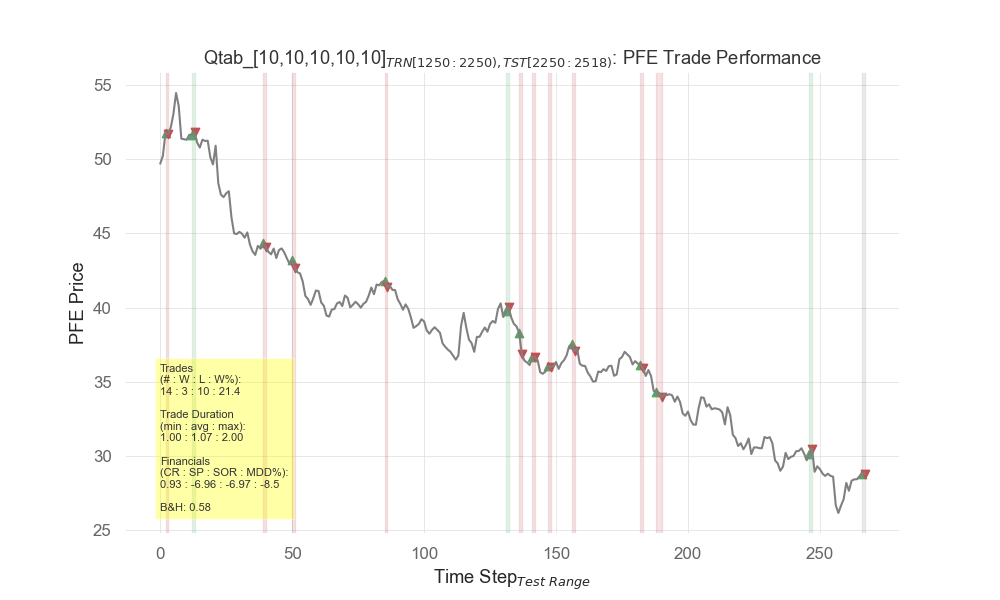 Qtab_[10,10,10,10,10]TRN[1250:2250),TST[2250:2518): PFE Trade Performance
55
50
45
40
35
30
25
PFE Price
Trades
(# : W : L : W%):
14 : 3 : 10 : 21.4
Trade Duration
(min : avg : max):
1.00 : 1.07 : 2.00
Financials
(CR : SP : SOR : MDD%):
0.93 : -6.96 : -6.97 : -8.5
B&H: 0.58
0 50 100 150 200 250
Time StepTest Range